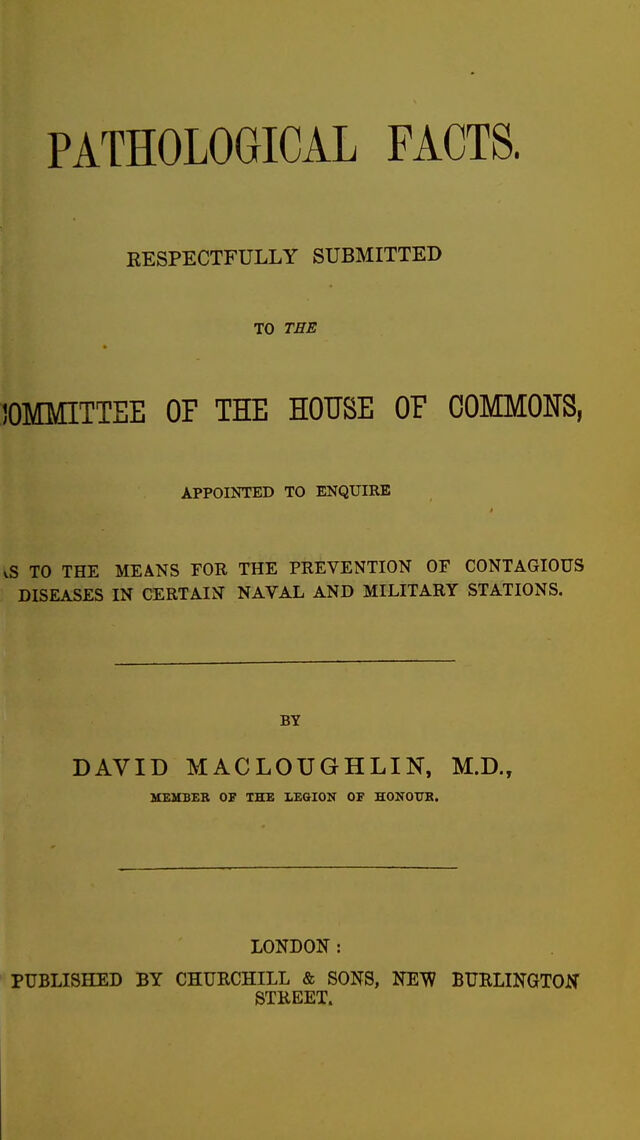 PATHOLOGICAL FACTS.
RESPECTFULLY SUBMITTED
TO THE
COMMITTEE OF THE HOUSE OF COMMONS,
APPOINTED TO ENQUIRE
AS TO THE MEANS FOR THE PREVENTION OF CONTAGIOUS
DISEASES IN CERTAIN NAVAL AND MILITARY STATIONS.
BY
DAVID MACLOUGHLIN, M.D.,
MEMBER OF THE LEGION OF HONOUR.
LONDON:
PUBLISHED BY CHURCHILL & SONS, NEW BURLINGTON
STREET.